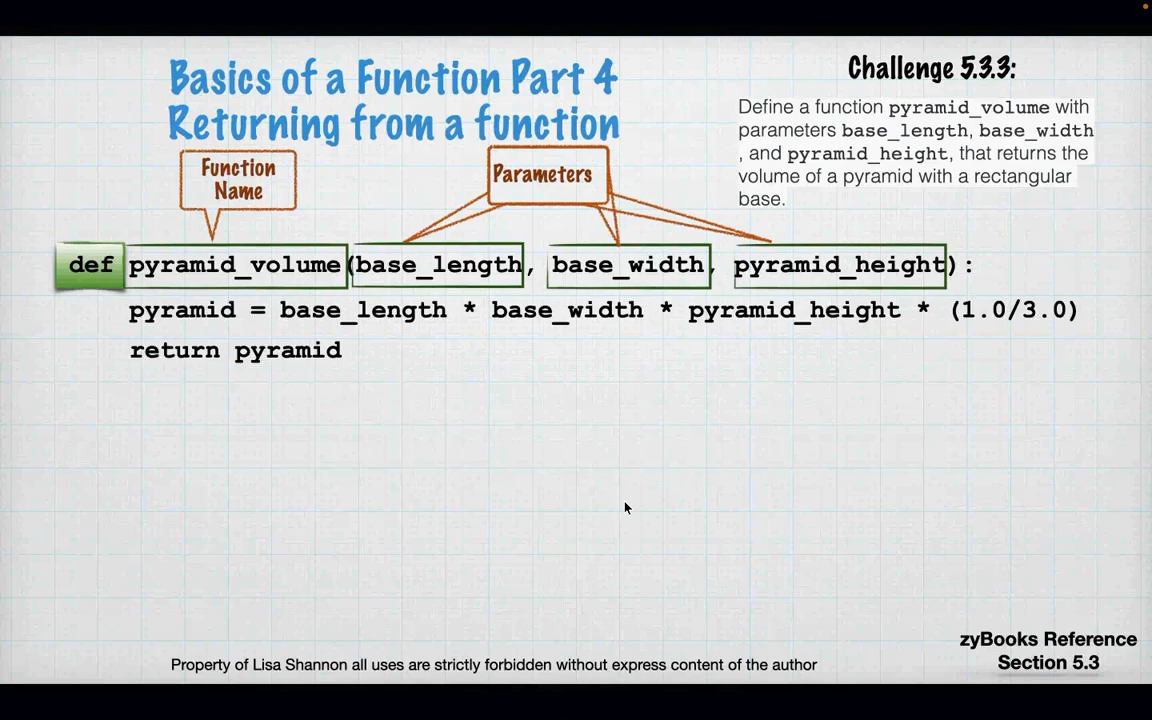 Basics of a Function Part 4
Returning from a function
Challenge 5.3.3:
Define a function pyramid_volume with
parameters base_length, base_width
, and pyramid_height, that returns the
volume of a pyramid with a rectangular
base.
Function
Name
Parameters
def pyramid_volume(base_length, base_width, pyramid_height):
pyramid = base_length * base_width * pyramid_height * (1.0/3.0)
return pyramid
zyBooks Reference
Section 5.3
Property of Lisa Shannon all uses are strictly forbidden without express content of the author